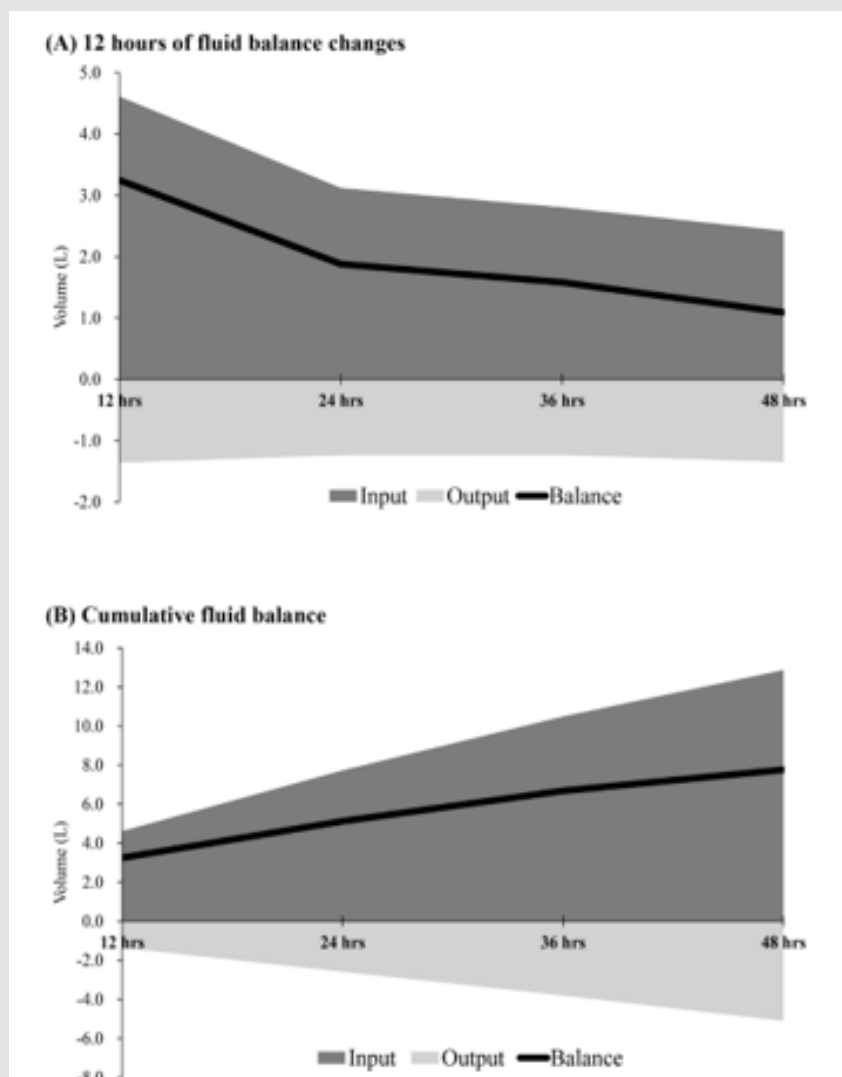 (A) 12 hours of fluid balance changes
5.0
4.0
3.0
2.0
1.0
0.0
-1.0
-2.0
Volume (L)
12 hrs 24 hrs 36 hrs 48 hrs
Input Output Balance
(B) Cumulative fluid balance
14.0
12.0
10.0
8.0
6.0
4.0
2.0
0.0
-2.0
-4.0
-6.0
-8.0
Volume (L)
12 hrs 24 hrs 36 hrs 48 hrs
Input Output Balance